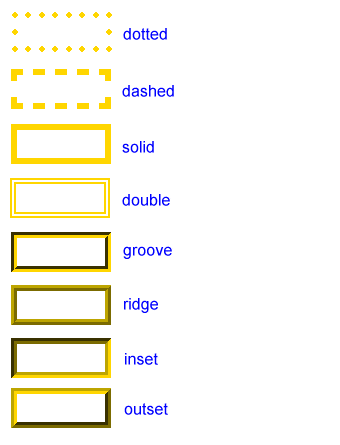 dotted
dashed
solid
double
groove
ridge
inset
outset